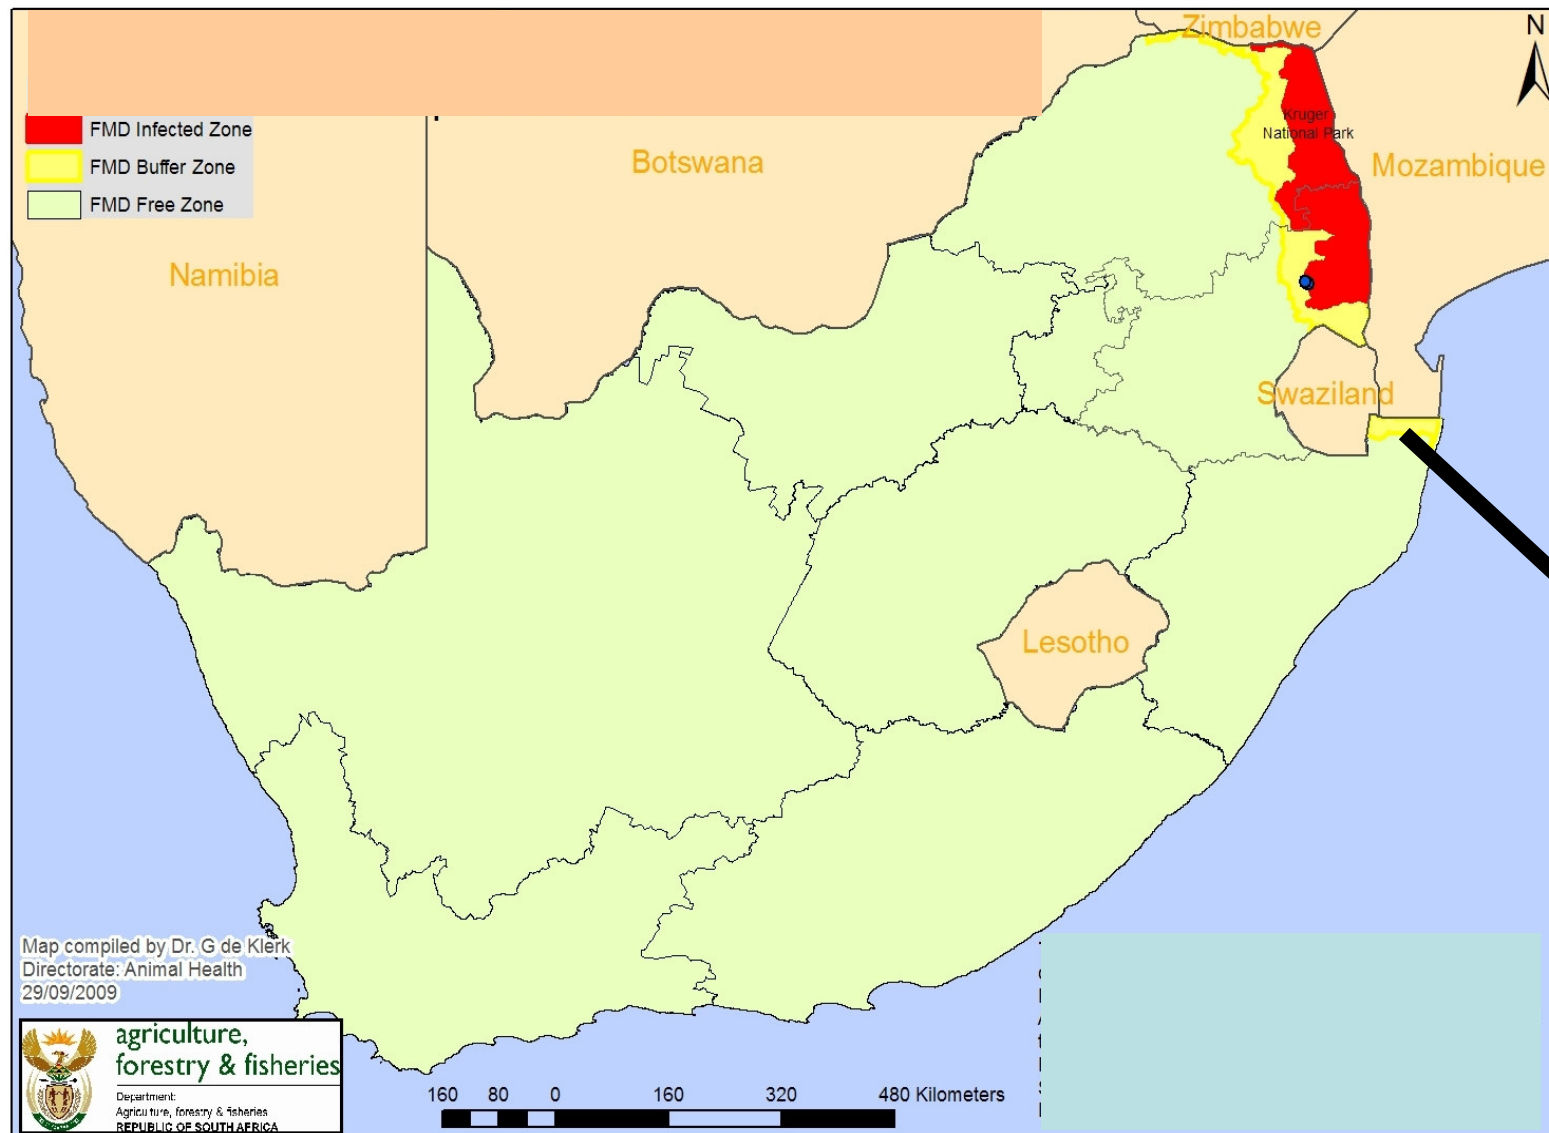 Zimbabwe
N
FMD Infected Zone
FMD Buffer Zone
FMD Free Zone
Kruger
National Park
Botswana
Mozambique
Namibia
Swaziland
Lesotho
Map compiled by Dr. G de Klerk
Directorate: Animal Health
29/09/2009
agriculture,
forestry & fisheries
Department:
Agriculture, forestry & fisheries
REPUBLIC OF SOUTH AFRICA
160 80 0 160 320 480 Kilometers